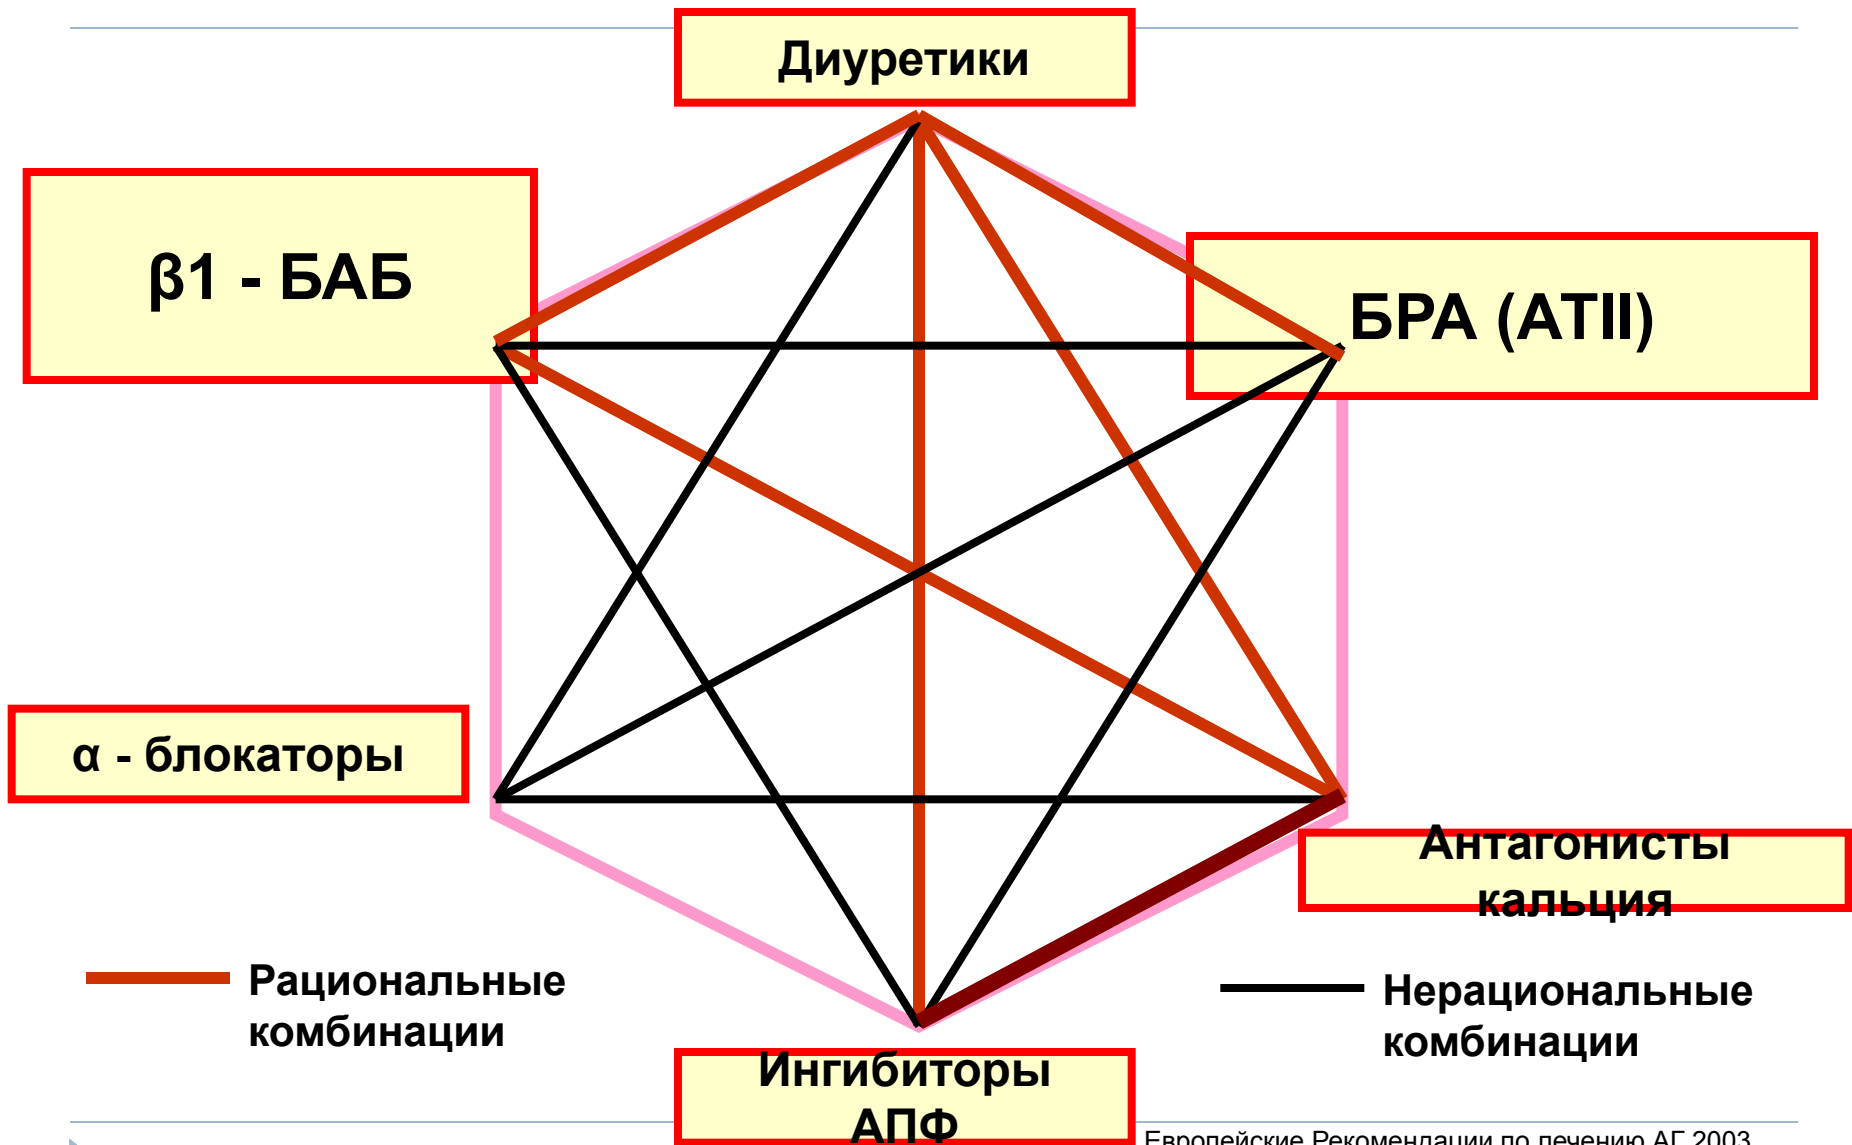 Диуретики
β1 - БАБ
БРА (АТII)
α - блокаторы
Антагонисты
кальция
Рациональные
комбинации
Нерациональные
комбинации
Ингибиторы
АПФ
Европейские Рекомендации по лечению АГ 2003